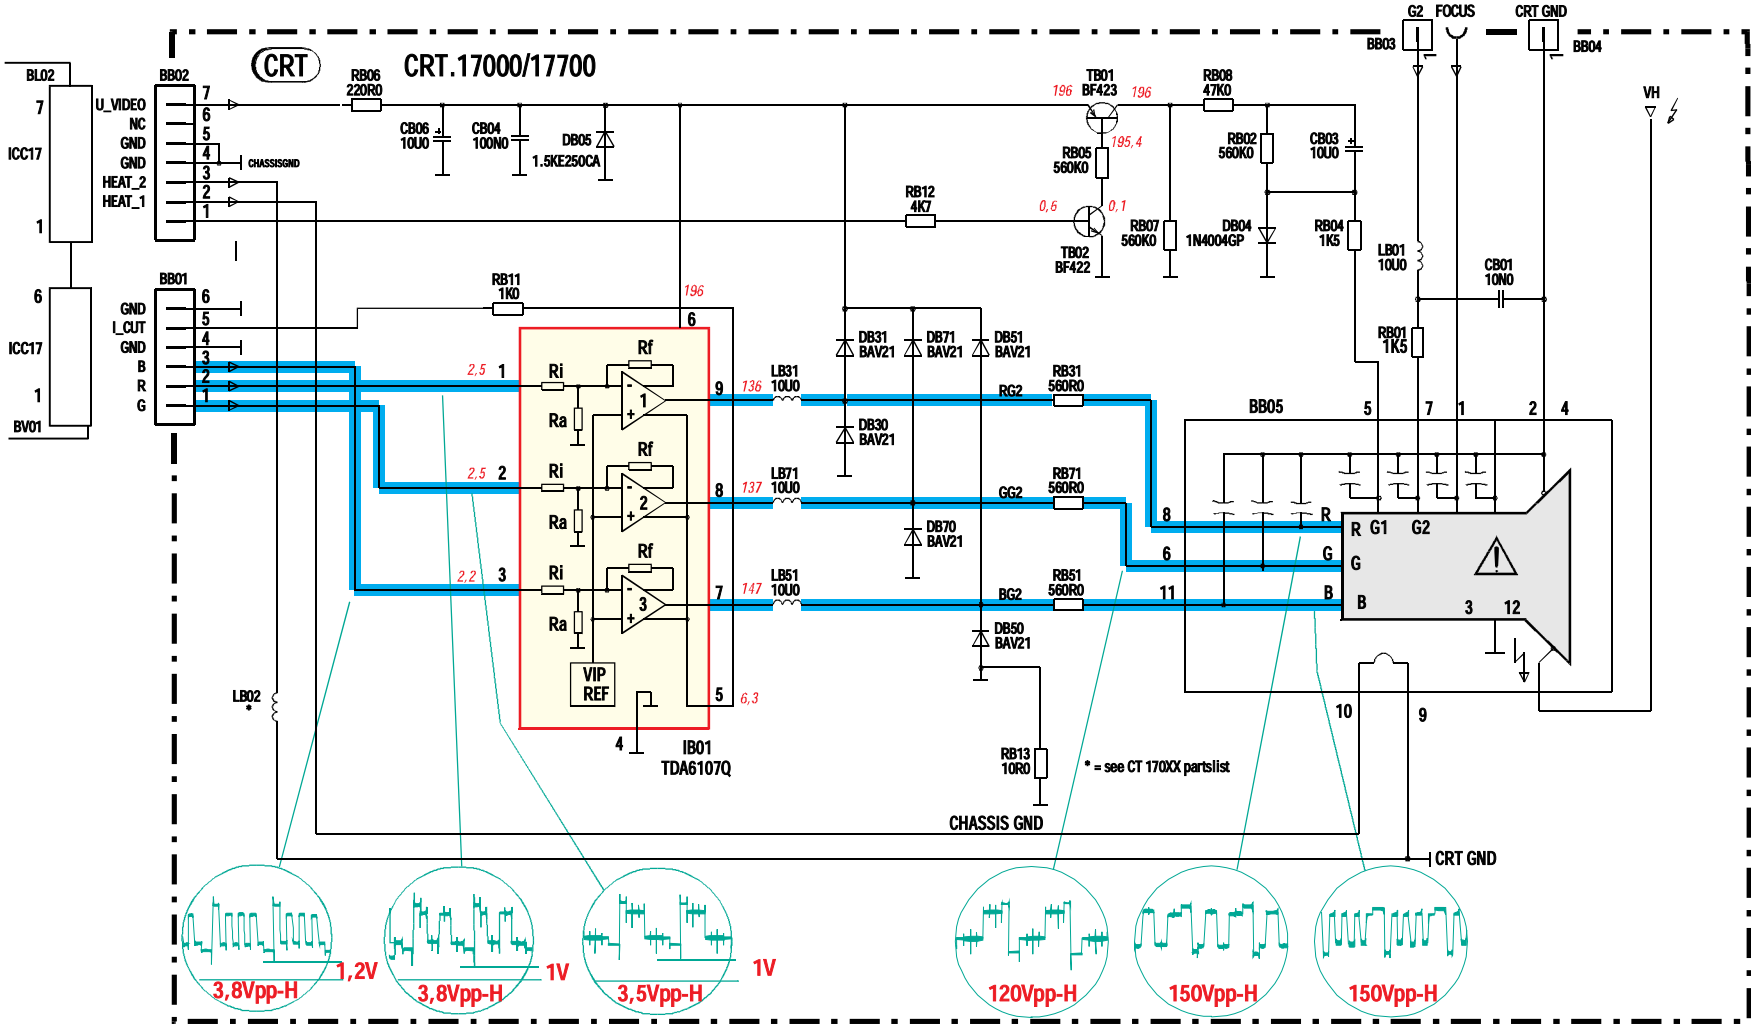 G2 FOCUS CRT GND
BB03 BB04
CRT CRT.17000/17700
BL02 BB02 RB06 220R0 TB01 BF423 RB08 47K0 VH
196 196
7 U_VIDEO 7
NC 6
GND 5
ICC17 GND 4 CHASSISGND
HEAT_2 3
HEAT_1 2
1 1
CB06 10U0 CB04 100N0 DB05 1.5KE250CA
195,4
RB05 560K0 RB02 560K0 CB03 10U0
RB12 4K7 0,6 0,1
TB02 BF422 RB07 560K0 DB04 1N4004GP RB04 1K5
LB01 10U0 CB01 10N0
RB01 1K5
BB01 RB11 1K0 196
6 GND 6
I_CUT 5
ICC17 GND 4
B 3
R 2
1 G 1
BV01
6
DB31 BAV21 DB71 BAV21 DB51 BAV21
2,5 1 Ri Rf - + 1 Ra 9 136 LB31 10U0 RG2 RB31 560R0
DB30 BAV21
BB05 5 7 1 2 4
2,5 2 Ri Rf - + 2 Ra 8 137 LB71 10U0 GG2 RB71 560R0
DB70 BAV21
8 R R G1 G2
6 G G
2,2 3 Ri Rf - + 3 Ra 7 147 LB51 10U0 BG2 RB51 560R0
11 B B 3 12
DB50 BAV21
VIP REF
5 6,3
4
IB01
TDA6107Q
LB02
*
10 9
RB13 10R0
* = see CT 170XX partslist
CHASSIS GND
CRT GND
1,2V 1V 1V
3,8Vpp-H 3,8Vpp-H 3,5Vpp-H 120Vpp-H 150Vpp-H 150Vpp-H